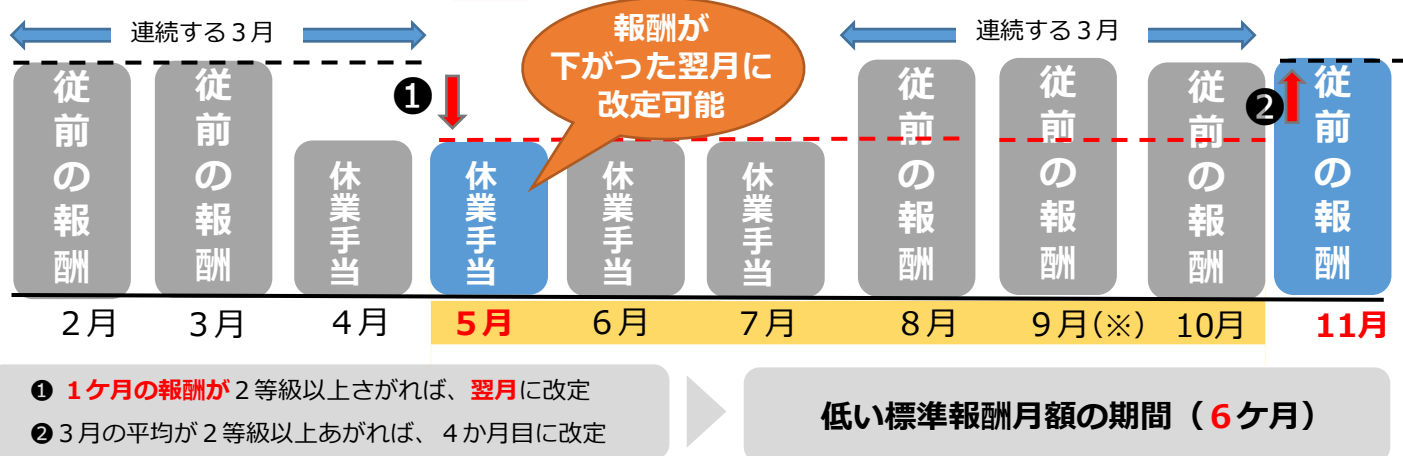 連続する３月
報酬が
下がった翌月に
改定可能
連続する３月
従前の報酬
従前の報酬
休業手当
❶
休業手当
休業手当
休業手当
従前の報酬
従前の報酬
従前の報酬
❷
従前の報酬
２月 ３月 ４月 ５月 ６月 ７月 ８月 ９月(※) 10月 11月
❶ １ケ月の報酬が２等級以上さがれば、翌月に改定
❷３月の平均が２等級以上あがれば、４か月目に改定
低い標準報酬月額の期間（６ケ月）